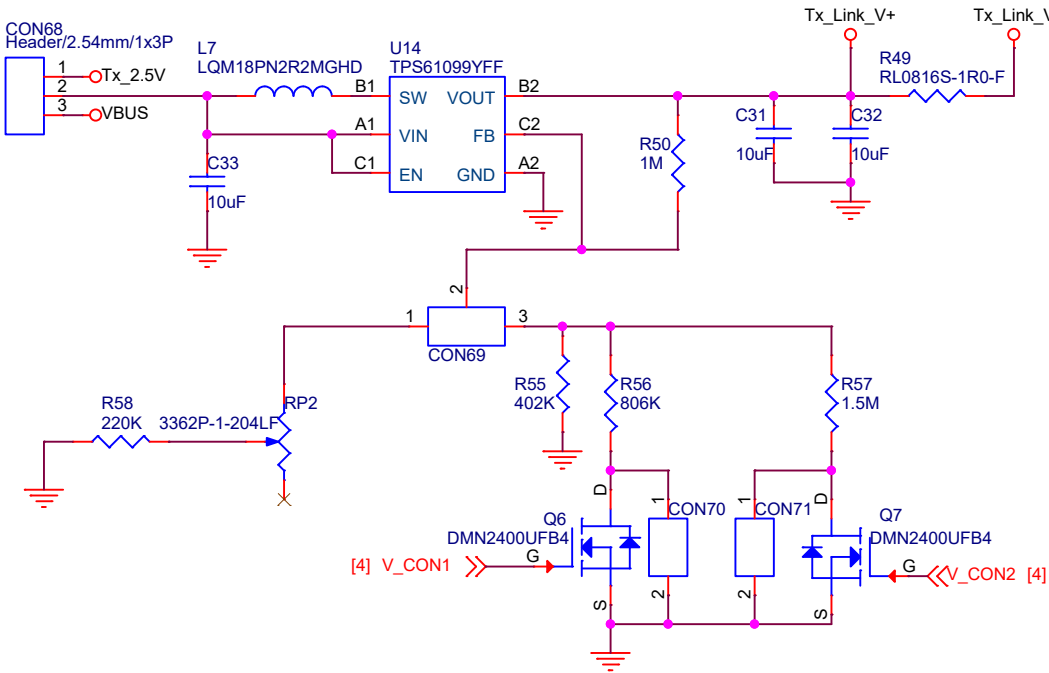 CON68
Header/2.54mm/1x3P
1
Tx_2.5V
2
3
VBUS
L7
LQM18PN2R2MGHD
U14
TPS61099YFF
B1
SW
VOUT
B2
A1
VIN
FB
C2
C1
EN
GND
A2
C33
10uF
R50
1M
C31
10uF
C32
10uF
Tx_Link_V+
Tx_Link_V
R49
RL0816S-1R0-F
2
1
3
CON69
R58
220K
3362P-1-204LF
RP2
R55
402K
R56
806K
R57
1.5M
D
1
CON70
1
CON71
D
Q6
DMN2400UFB4
Q7
DMN2400UFB4
[4] V_CON1
G
G
V_CON2 [4]
S
2
2
S